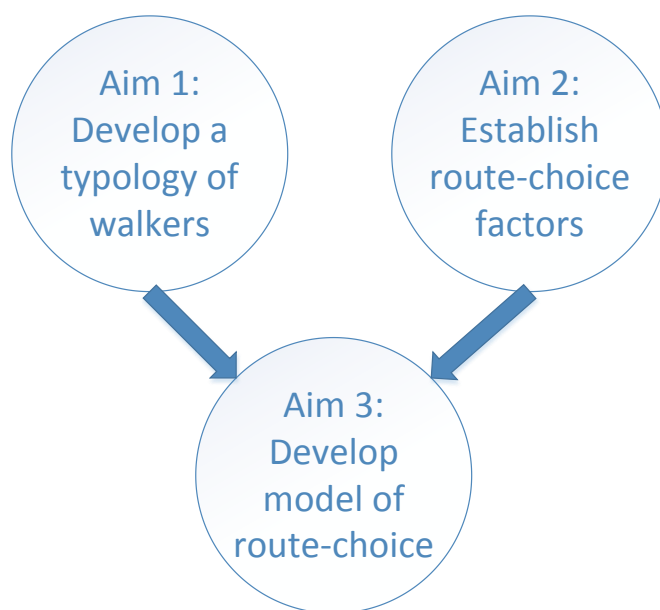 Aim 1:
Develop a
typology of
walkers
Aim 2:
Establish
route-choice
factors
Aim 3:
Develop
model of
route-choice